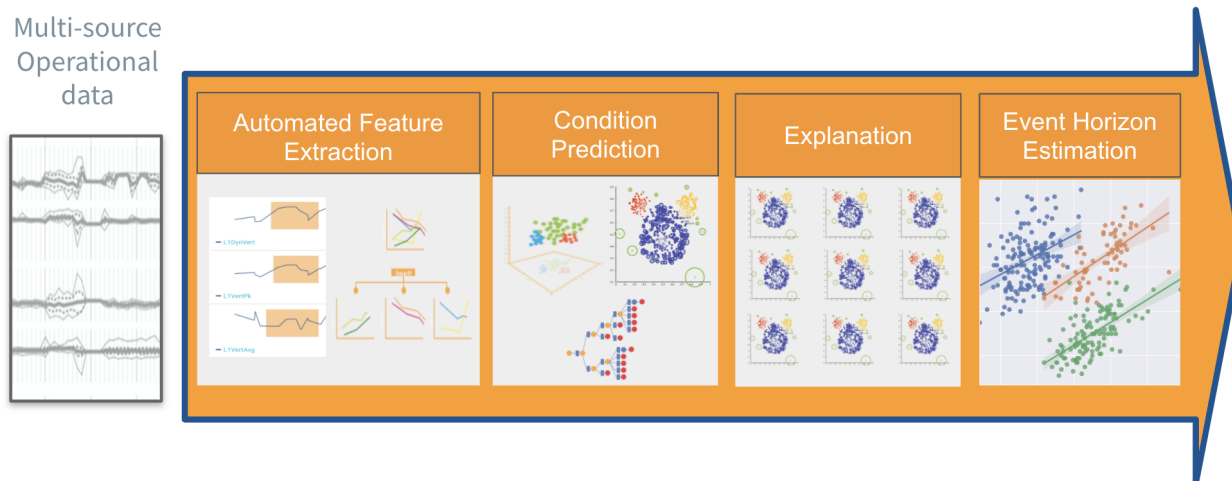 Multi-source
Operational
data
Automated Feature
Extraction
Condition
Prediction
Explanation
Event Horizon
Estimation
L1DynVert
L1VertPk
L1VertAvg